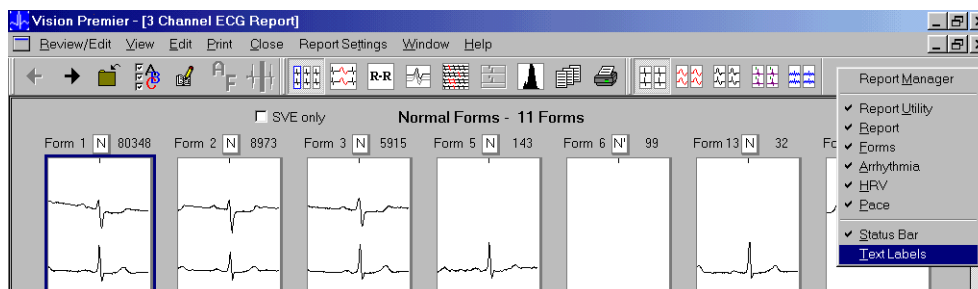 Vision Premier - [3 Channel ECG Report]
Review/Edit View Edit Print Close Report Settings Window Help
R-R
SVE only Normal Forms - 11 Forms
Form 1 N 80348 Form 2 N 8973 Form 3 N 5915 Form 5 N 143 Form 6 N' 99 Form 13 N 32
Report Manager
Report Utility
Report
Forms
Arrhythmia
HRV
Pace
Status Bar
Text Labels